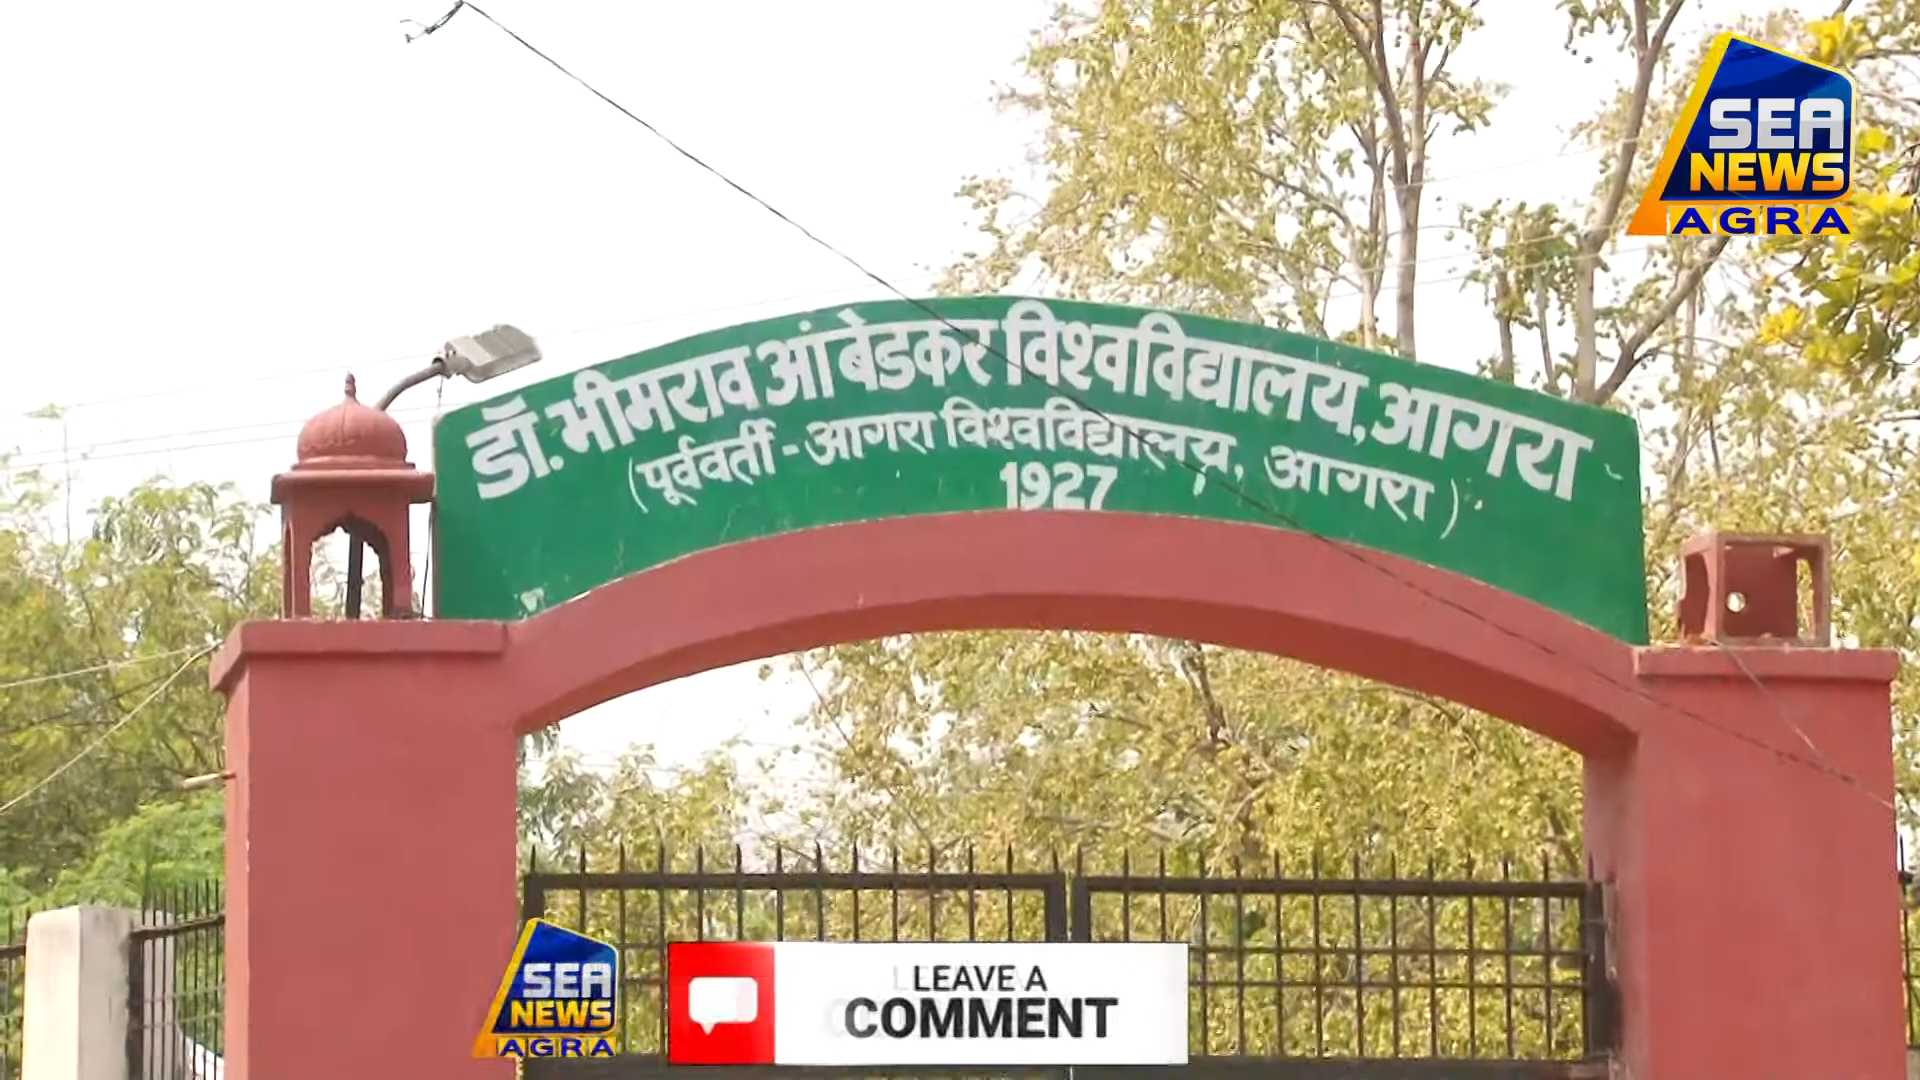 SEA
NEWS
AGRA
डॉ. भीमराव आंबेडकर विश्वविद्यालय, आगरा
(पूर्ववर्ती - आगरा विश्वविद्यालय, आगरा)
1927
SEA
NEWS
AGRA
LEAVE A
COMMENT